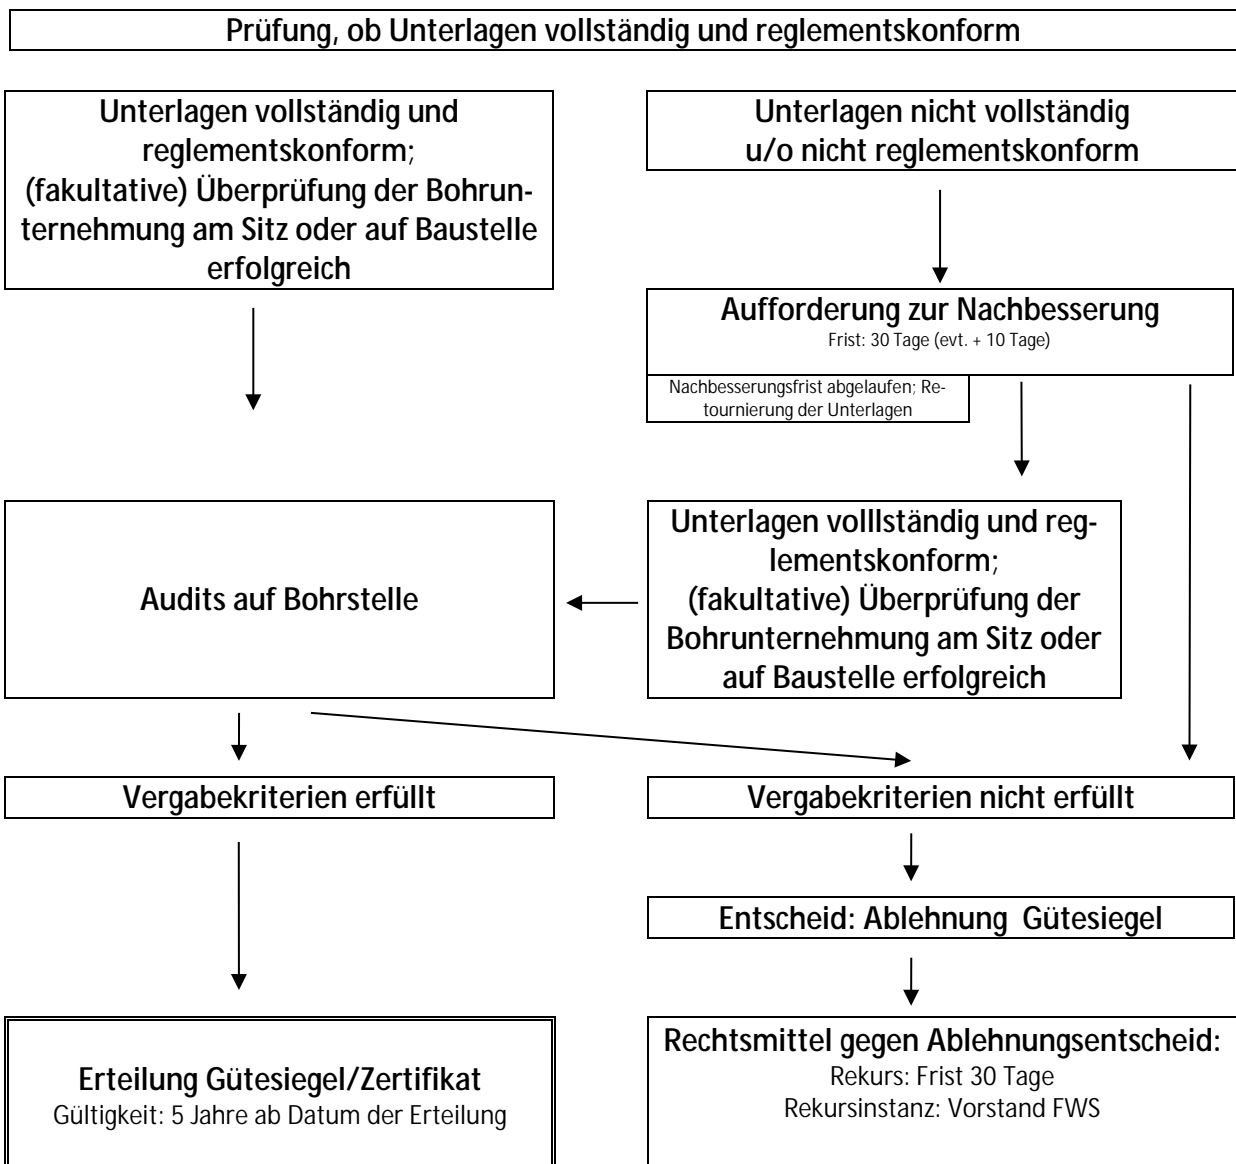 Prüfung, ob Unterlagen vollständig und reglementskonform
Unterlagen vollständig und
reglementskonform;
(fakultative) Überprüfung der Bohrun-
ternehmung am Sitz oder auf Baustelle
erfolgreich
Unterlagen nicht vollständig
u/o nicht reglementskonform
Aufforderung zur Nachbesserung
Frist: 30 Tage (evt. + 10 Tage)
Nachbesserungsfrist abgelaufen; Re-
tournierung der Unterlagen
Audits auf Bohrstelle
Unterlagen volllständig und reg-
lementskonform;
(fakultative) Überprüfung der
Bohrunternehmung am Sitz oder
auf Baustelle erfolgreich
Vergabekriterien erfüllt
Vergabekriterien nicht erfüllt
Entscheid: Ablehnung  Gütesiegel
Erteilung Gütesiegel/Zertifikat
Gültigkeit: 5 Jahre ab Datum der Erteilung
Rechtsmittel gegen Ablehnungsentscheid:
Rekurs: Frist 30 Tage
Rekursinstanz: Vorstand FWS